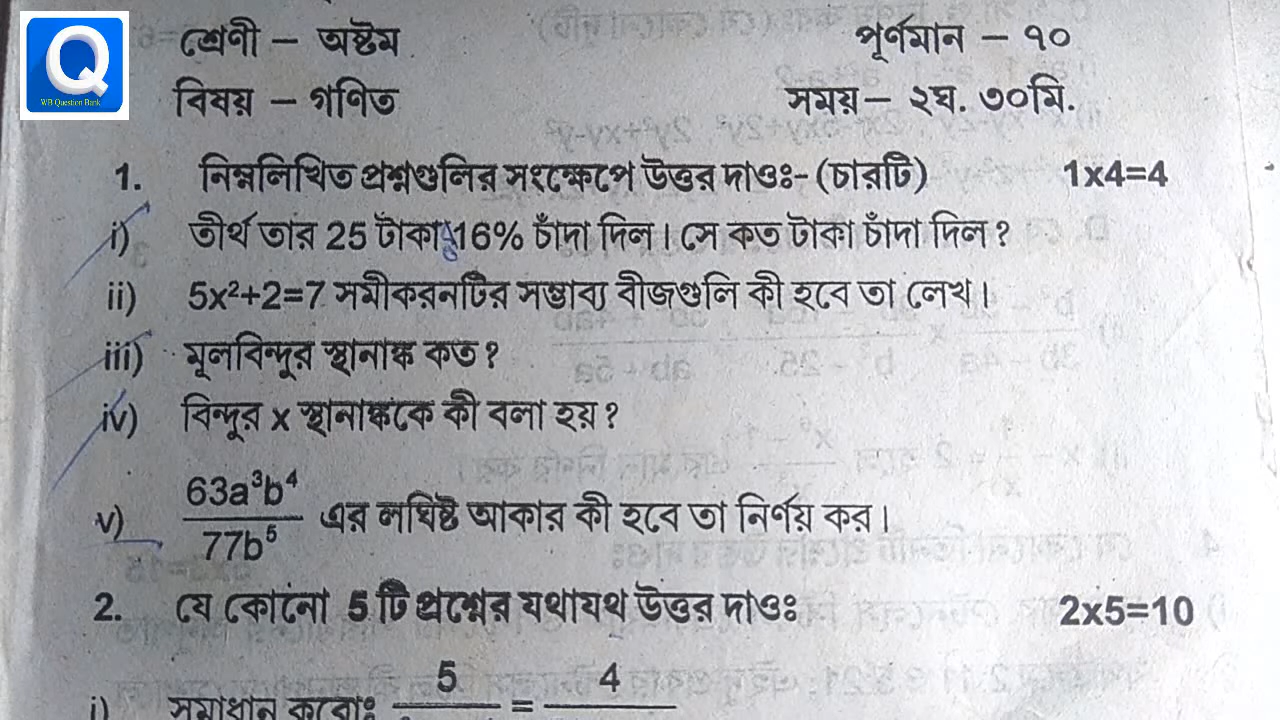 Q
WB Question Bank
শ্রেণী – অষ্টম পূর্ণমান – ৭০
বিষয় – গণিত সময়– ২ঘ. ৩০মি.
1. নিম্নলিখিত প্রশ্নগুলির সংক্ষেপে উত্তর দাওঃ- (চারটি) 1x4=4
i) তীর্থ তার 25 টাকার 16% চাঁদা দিল। সে কত টাকা চাঁদা দিল?
ii) 5x²+2=7 সমীকরনটির সম্ভাব্য বীজগুলি কী হবে তা লেখ।
iii) মূলবিন্দুর স্থানাঙ্ক কত?
iv) বিন্দুর x স্থানাঙ্ককে কী বলা হয়?
v) 63a³b⁴/77b⁵ এর লঘিষ্ট আকার কী হবে তা নির্ণয় কর।
2. যে কোনো 5 টি প্রশ্নের যথাযথ উত্তর দাওঃ 2x5=10
i) সমাধান করোঃ 5 = 4